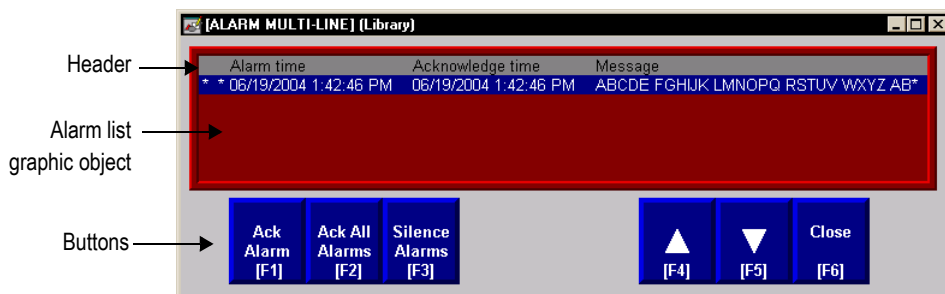 [ALARM MULTI-LINE] (Library)
Header
Alarm time Acknowledge time Message
* * 06/19/2004 1:42:46 PM 06/19/2004 1:42:46 PM ABCDE FGHIJK LMNOPQ RSTUV WXYZ AB*
Alarm list
graphic object
Buttons
Ack
Alarm
[F1]
Ack All
Alarms
[F2]
Silence
Alarms
[F3]
[F4]
[F5]
Close
[F6]